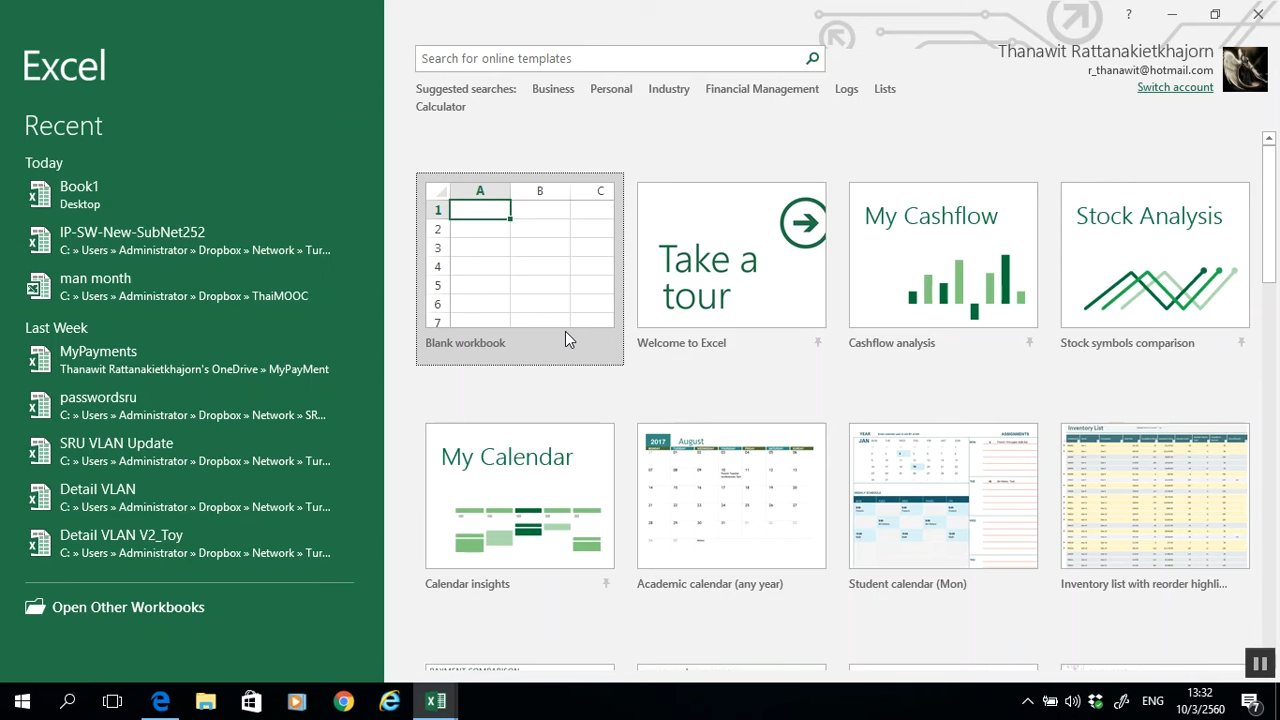 Excel
Recent
Today
Book1
Desktop
IP-SW-New-SubNet252
C: » Users » Administrator » Dropbox » Network » Tur...
man month
C: » Users » Administrator » Dropbox » ThaiMOOC
Last Week
MyPayments
Thanawit Rattanakietkhajorn's OneDrive » MyPayMent
passwordsru
C: » Users » Administrator » Dropbox » Network » SR...
SRU VLAN Update
C: » Users » Administrator » Dropbox » Network » Tur...
Detail VLAN
C: » Users » Administrator » Dropbox » Network » Tur...
Detail VLAN V2_Toy
C: » Users » Administrator » Dropbox » Network » Tur...
Open Other Workbooks
Search for online templates
Suggested searches: Business Personal Industry Financial Management Logs Lists
Calculator
?
Thanawit Rattanakietkhajorn
r_thanawit@hotmail.com
Switch account
A B C
1
2
3
4
5
6
7
Blank workbook
Take a
tour
Welcome to Excel
My Cashflow
Cashflow analysis
Stock Analysis
Stock symbols comparison
My Calendar
Calendar insights
2017 August
Academic calendar (any year)
YEAR
JAN
ASSIGNMENTS
WEEKLY SCHEDULE
Student calendar (Mon)
Inventory List
Inventory list with reorder highli...
ENG
13:32
10/3/2560
7